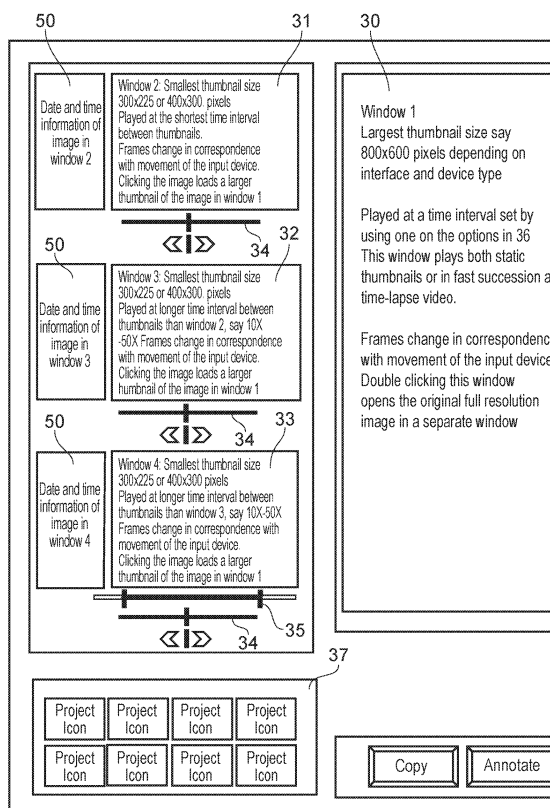 50
31
30
Date and time
information of
image in
window 2
Window 2: Smallest thumbnail size
300x225 or 400x300. pixels
Played at the shortest time interval
between thumbnails.
Frames change in correspondence
with movement of the input device.
Clicking the image loads a larger
thumbnail of the image in window 1
34
50
32
Date and time
information of
image in
window 3
Window 3: Smallest thumbnail size
300x225 or 400x300. pixels
Played at longer time interval between
thumbnails than window 2, say 10X
-50X Frames change in correspondence
with movement of the input device.
Clicking the image loads a larger
humbnail of the image in window 1
34
50
33
Date and time
information of
image in
window 4
Window 4: Smallest thumbnail size
300x225 or 400x300 pixels
Played at longer time interval between
thumbnails than window 3, say 10X-50X
Frames change in correspondence with
movement of the input device.
Clicking the image loads a larger
thumbnail of the image in window 1
35
34
Window 1
Largest thumbnail size say
800x600 pixels depending on
interface and device type
Played at a time interval set by
using one on the options in 36
This window plays both static
thumbnails or in fast succession a
time-lapse video.
Frames change in correspondenc
with movement of the input device
Double clicking this window
opens the original full resolution
image in a separate window
37
Project
Icon
Project
Icon
Project
Icon
Project
Icon
Project
Icon
Project
Icon
Project
Icon
Project
Icon
Copy
Annotate